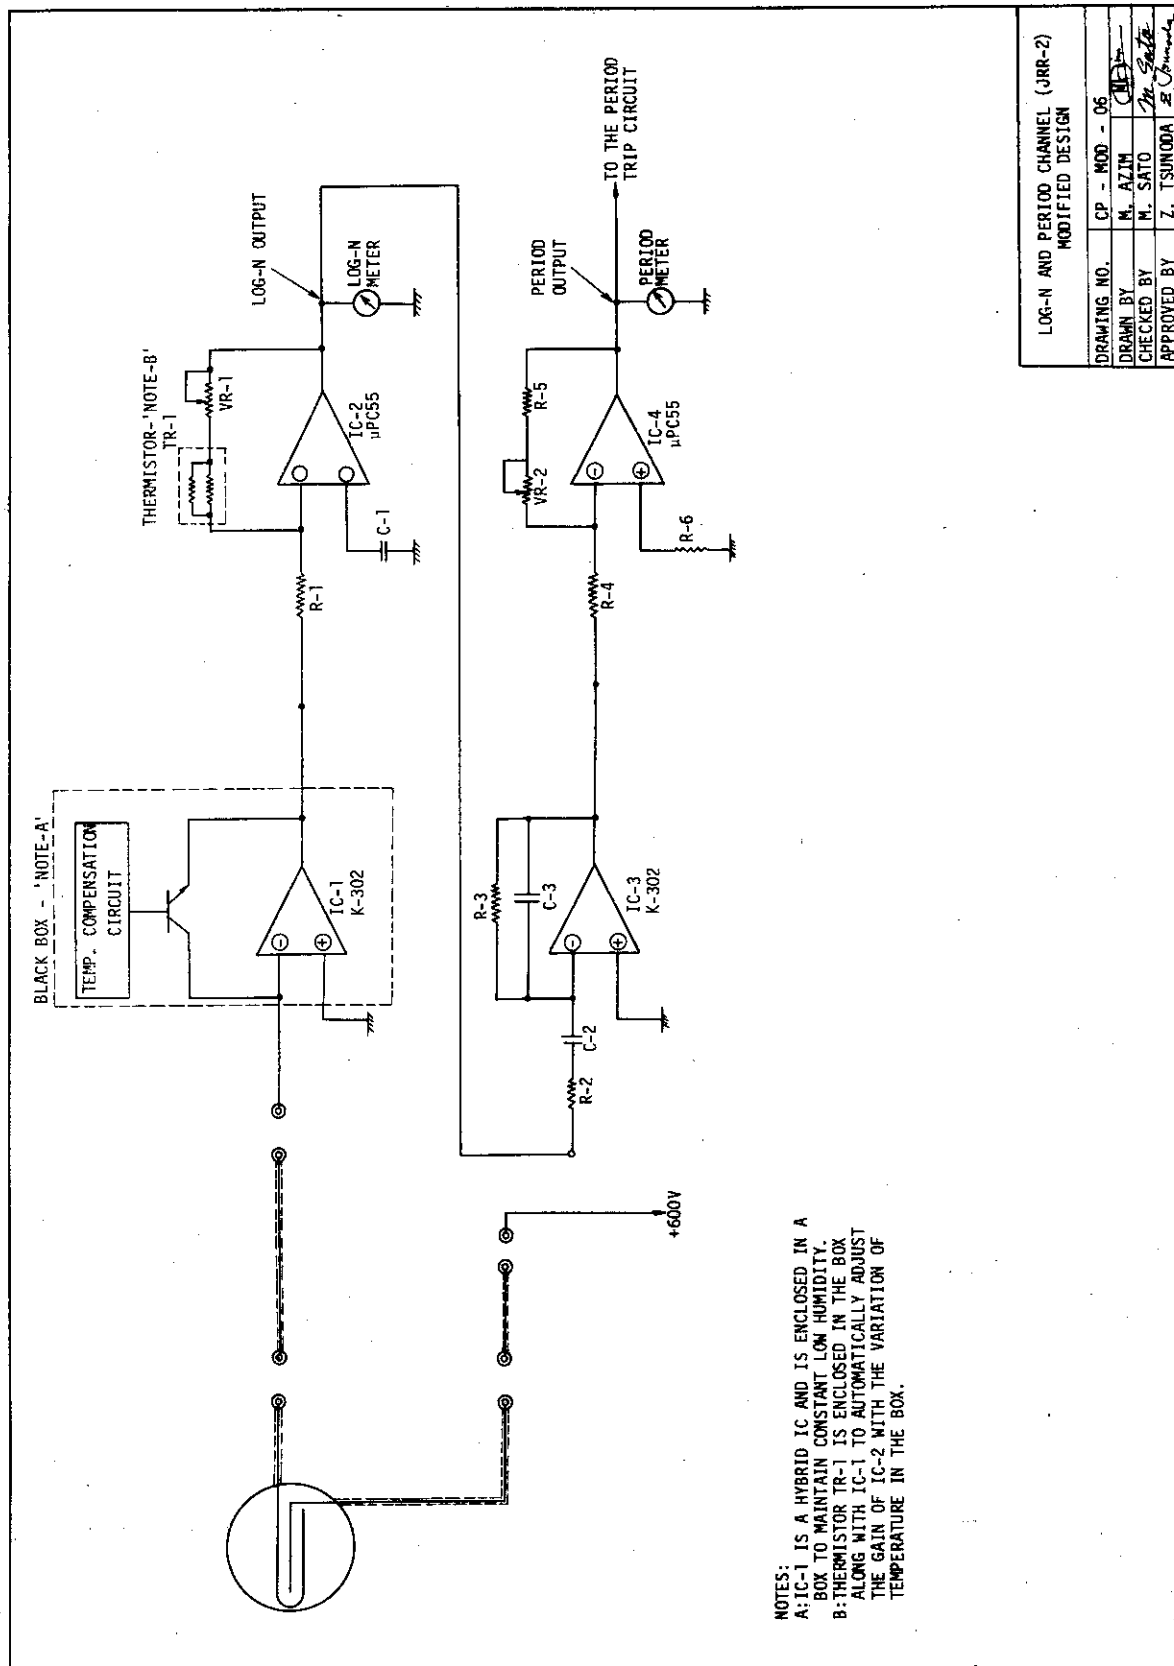 BLACK BOX - 'NOTE-A'
TEMP. COMPENSATION
CIRCUIT
IC-1
K-302
THERMISTOR-'NOTE-B'
TR-1
VR-1
R-1
C-1
IC-2
µPC55
LOG-N OUTPUT
LOG-N
METER
R-2
C-2
R-3
C-3
IC-3
K-302
R-4
VR-2
R-5
R-6
IC-4
µPC55
PERIOD
OUTPUT
PERIOD
METER
TO THE PERIOD
TRIP CIRCUIT
+600V
NOTES:
A:IC-1 IS A HYBRID IC AND IS ENCLOSED IN A
BOX TO MAINTAIN CONSTANT LOW HUMIDITY.
B:THERMISTOR TR-1 IS ENCLOSED IN THE BOX
ALONG WITH IC-1 TO AUTOMATICALLY ADJUST
THE GAIN OF IC-2 WITH THE VARIATION OF
TEMPERATURE IN THE BOX.
LOG-N AND PERIOD CHANNEL (JRR-2)
MODIFIED DESIGN
DRAWING NO. CP - MOD - 06
DRAWN BY M. AZIM
CHECKED BY M. SATO M. Sato
APPROVED BY Z. TSUNODA Z Tsunoda